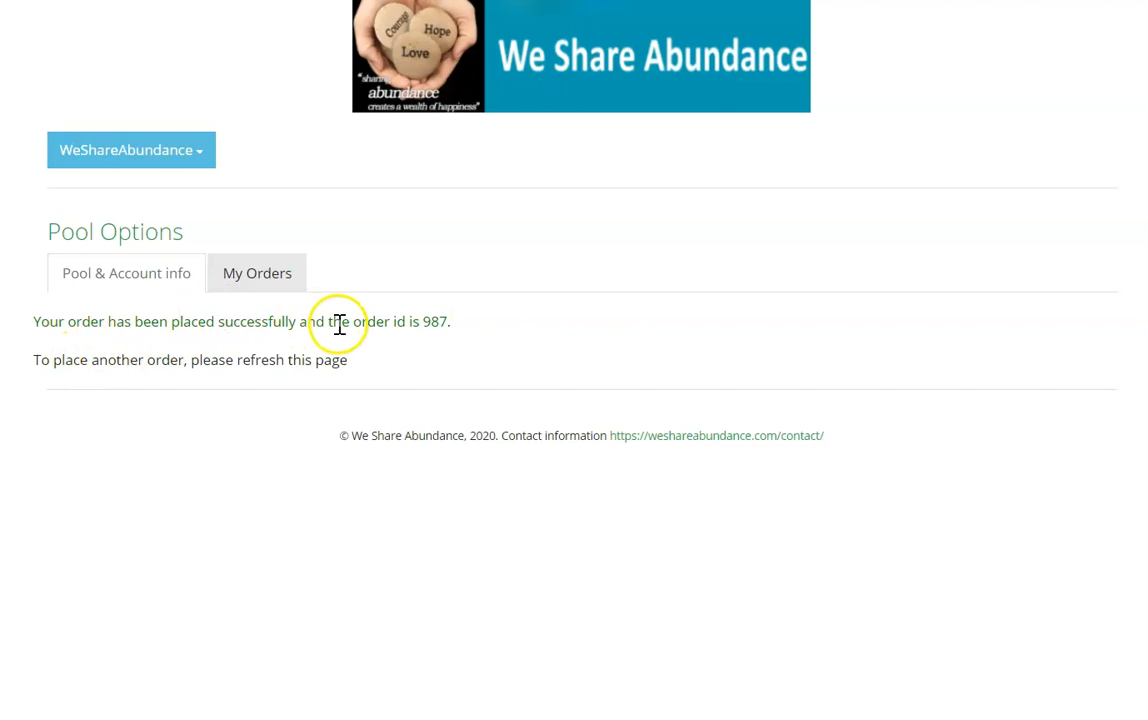 Courage
Hope
Love
"sharing
abundance
creates a wealth of happiness"
We Share Abundance
WeShareAbundance
Pool Options
Pool & Account info
My Orders
Your order has been placed successfully and the order id is 987.
To place another order, please refresh this page
© We Share Abundance, 2020. Contact information https://weshareabundance.com/contact/